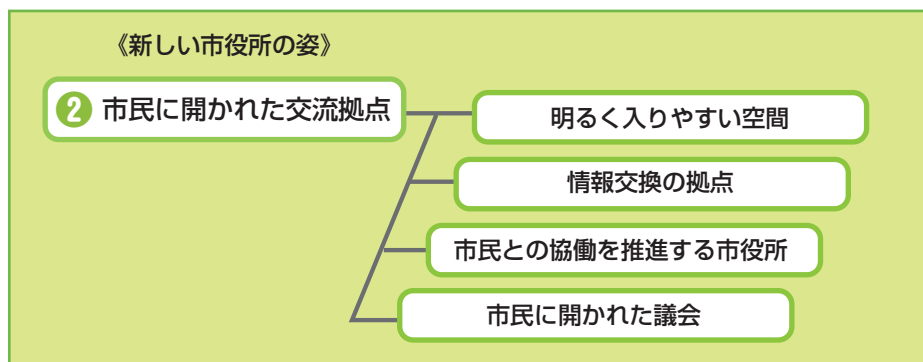 《新しい市役所の姿》
❷ 市民に開かれた交流拠点
明るく入りやすい空間
情報交換の拠点
市民との協働を推進する市役所
市民に開かれた議会